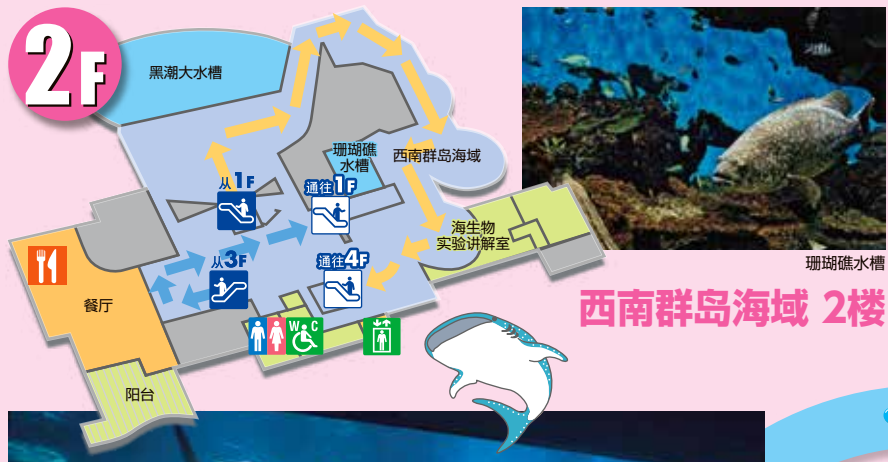 2F
黑潮大水槽
珊瑚礁
水槽
西南群岛海域
从1F
通往1F
海生物
实验讲解室
从3F
通往4F
餐厅
WC
阳台
珊瑚礁水槽
西南群岛海域 2楼